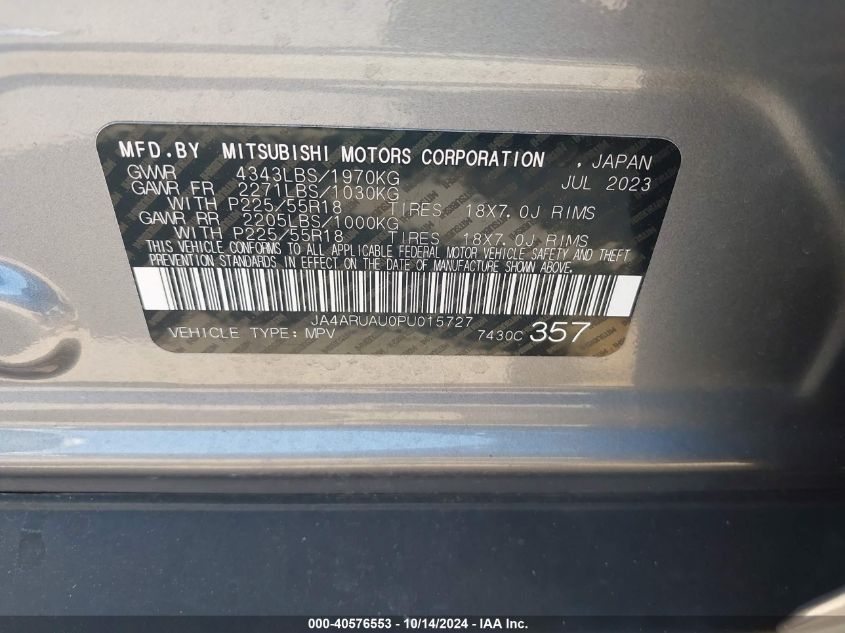 MFD.BY MITSUBISHI MOTORS CORPORATION . JAPAN
GVWR 4343LBS/1970KG JUL 2023
GAWR FR 2271LBS/1030KG
WITH P225/55R18 TIRES 18X7.0J RIMS
GAWR RR 2205LBS/1000KG
WITH P225/55R18 TIRES 18X7.0J RIMS
THIS VEHICLE CONFORMS TO ALL APPLICABLE FEDERAL MOTOR VEHICLE SAFETY AND THEFT
PREVENTION STANDARDS IN EFFECT ON THE DATE OF MANUFACTURE SHOWN ABOVE.
JA4ARUAU0PU015727
VEHICLE TYPE: MPV 7430C 357
000-40576553 - 10/14/2024 - IAA Inc.